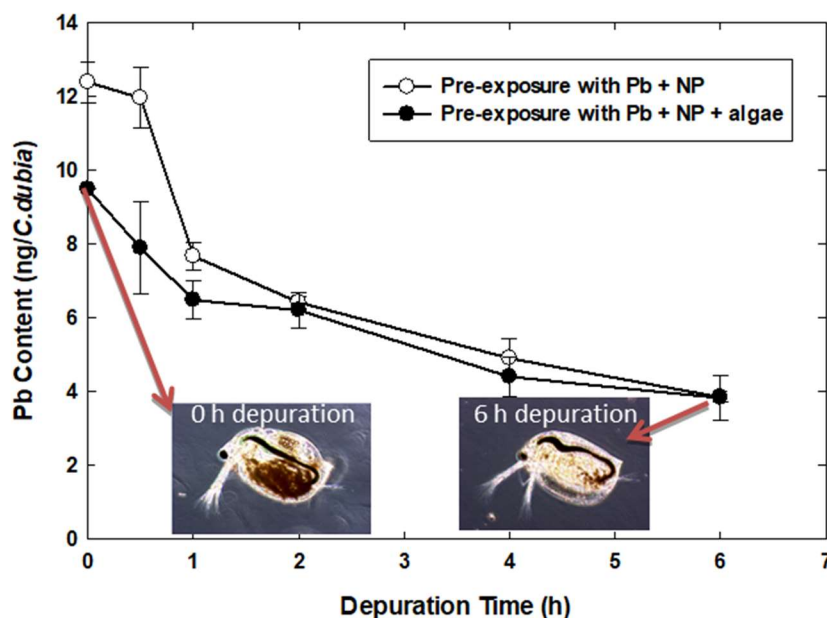 14
12
10
8
6
4
2
0
Pb Content (ng/C.dubia)
Pre-exposure with Pb + NP
Pre-exposure with Pb + NP + algae
0 h depuration
6 h depuration
0 1 2 3 4 5 6 7
Depuration Time (h)